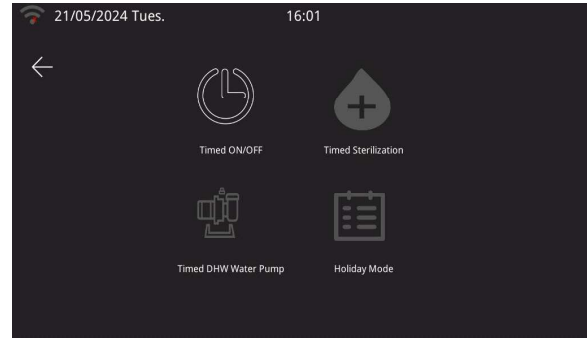 21/05/2024 Tues. 16:01
Timed ON/OFF Timed Sterilization
Timed DHW Water Pump Holiday Mode